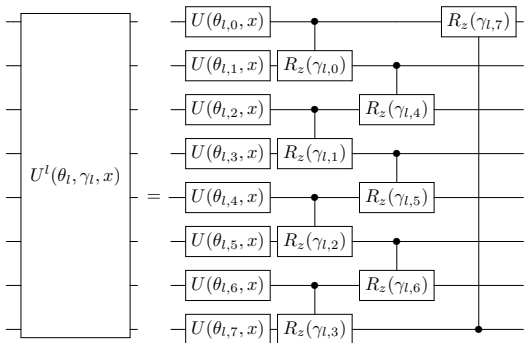 U(θ_{l,0}, x) R_z(γ_{l,7})
U(θ_{l,1}, x) R_z(γ_{l,0})
U(θ_{l,2}, x) R_z(γ_{l,4})
U(θ_{l,3}, x) R_z(γ_{l,1})
U^l(θ_l, γ_l, x) =
U(θ_{l,4}, x) R_z(γ_{l,5})
U(θ_{l,5}, x) R_z(γ_{l,2})
U(θ_{l,6}, x) R_z(γ_{l,6})
U(θ_{l,7}, x) R_z(γ_{l,3})